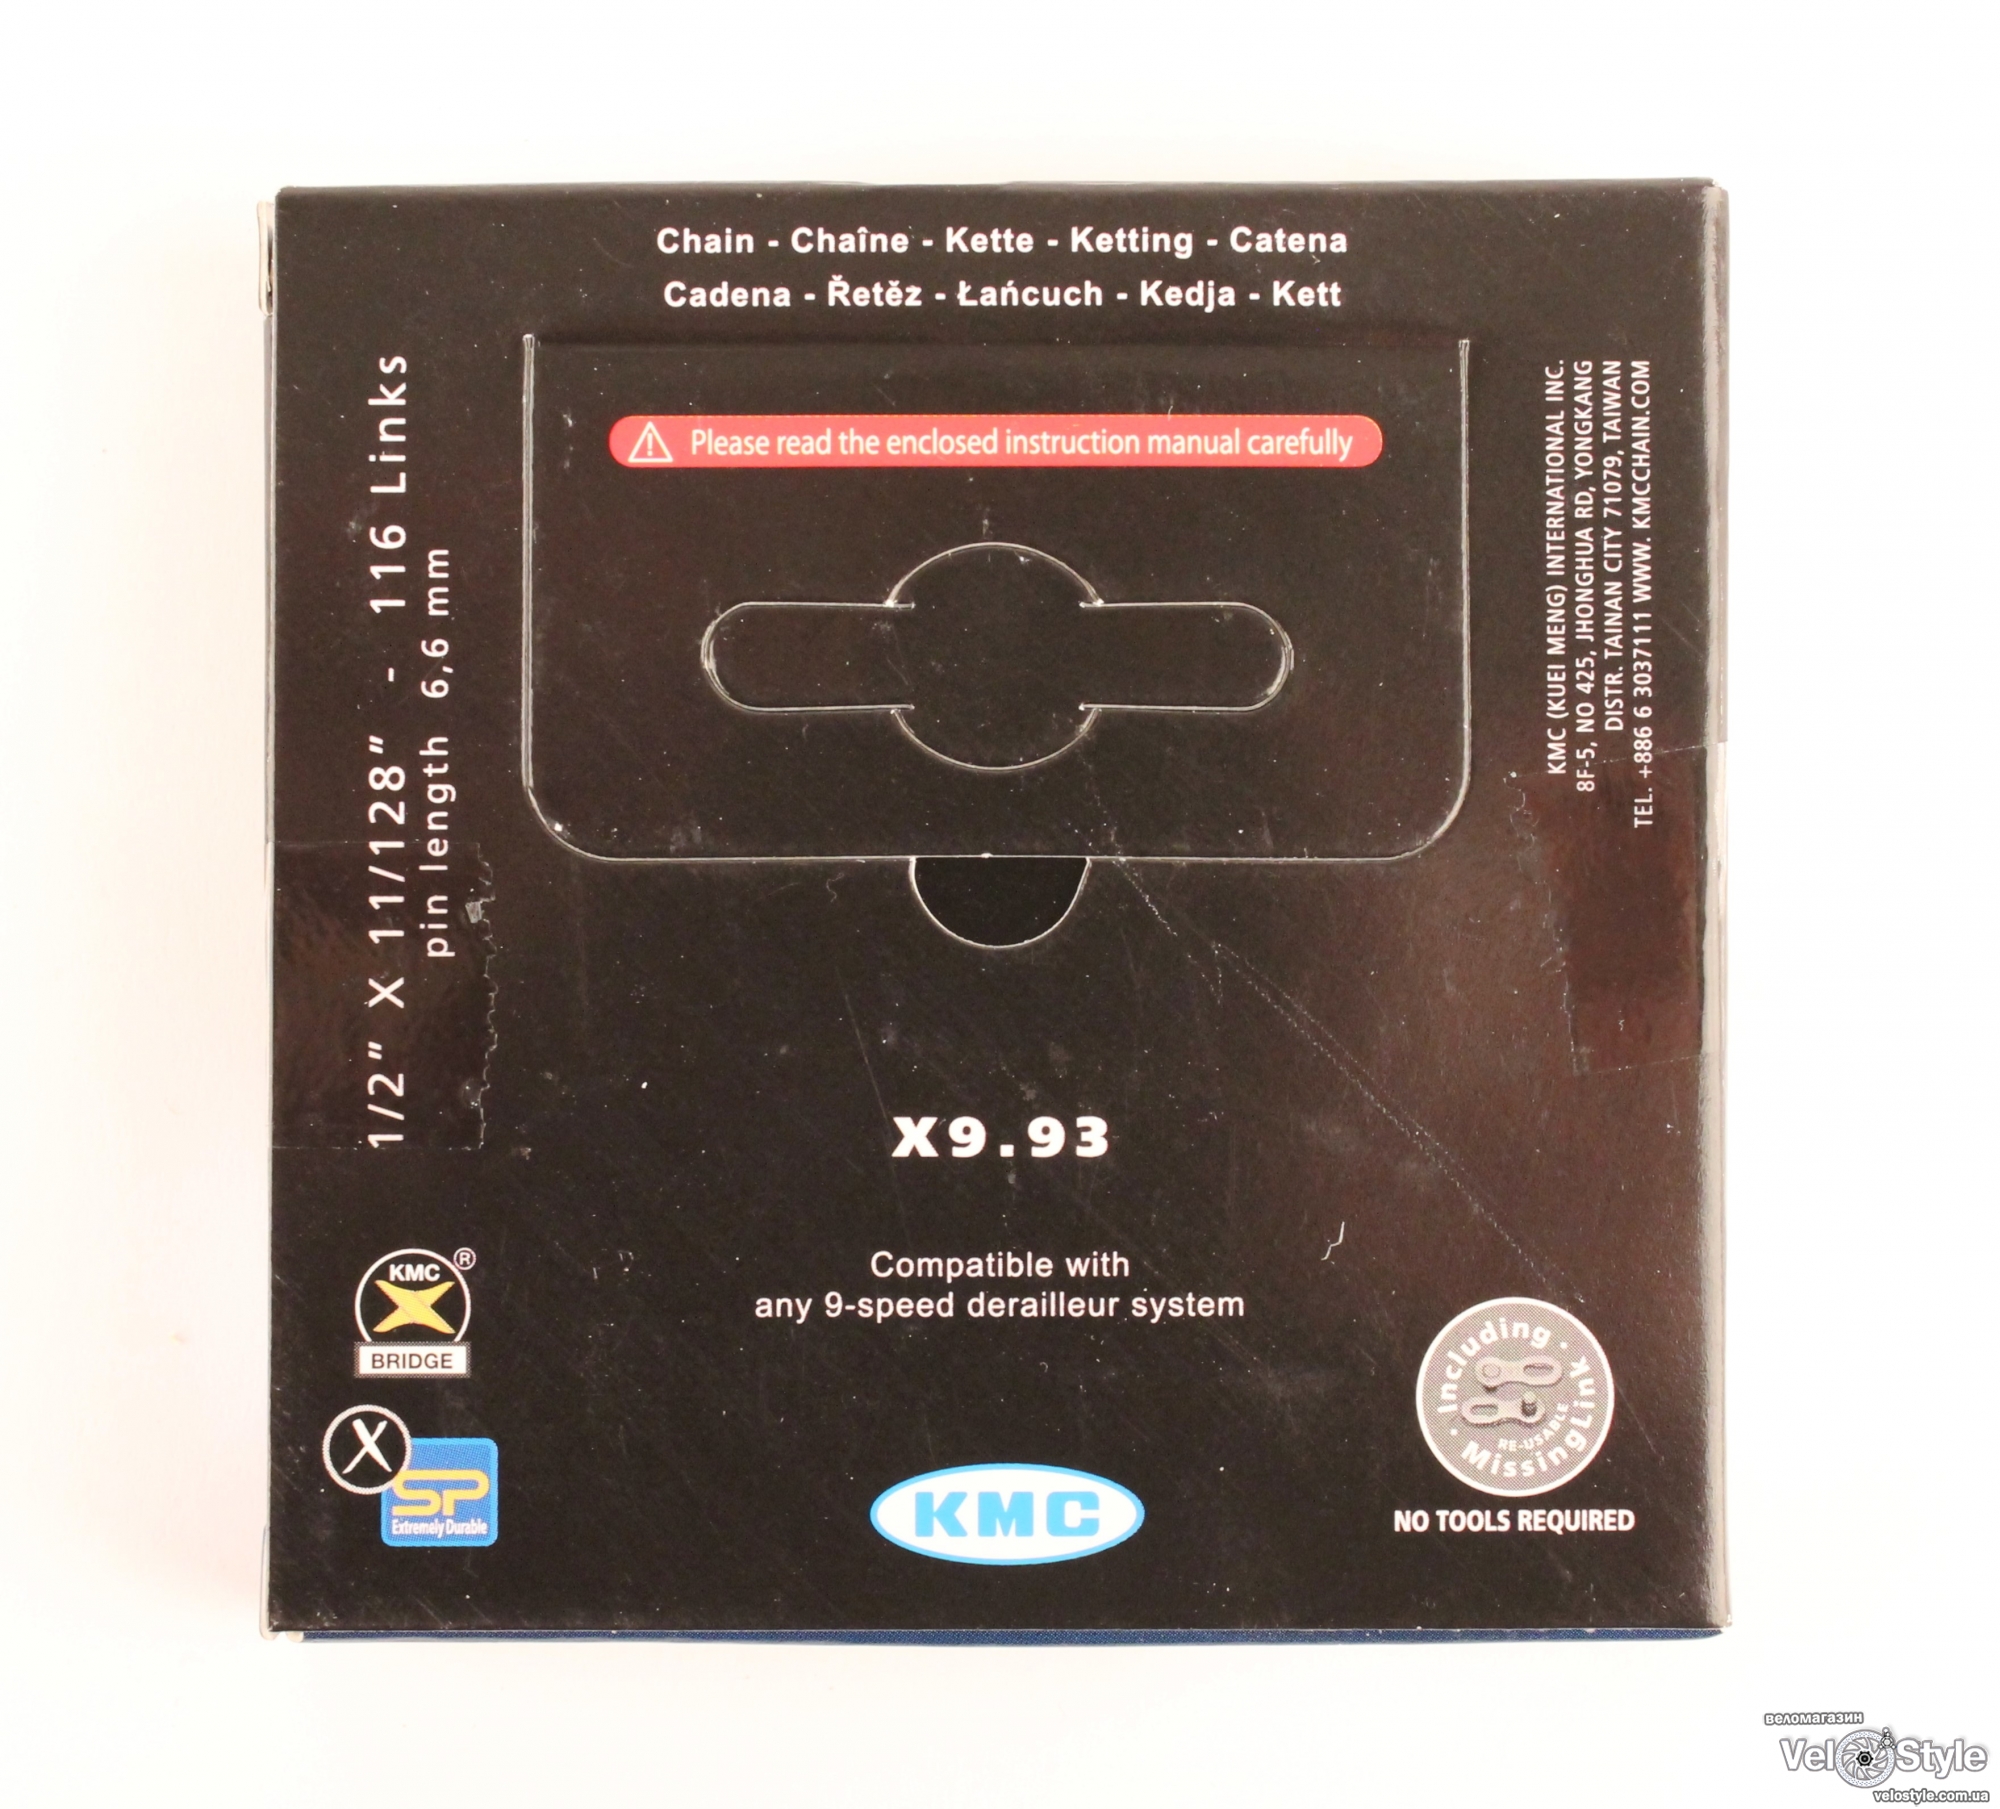 Chain - Chaîne - Kette - Ketting - Catena
Cadena - Řetěz - Łańcuch - Kedja - Kett
Please read the enclosed instruction manual carefully
1/2" X 11/128" - 116 Links
pin length 6,6 mm
KMC (KUEI MENG) INTERNATIONAL INC.
8F-5, NO 425, JHONGHUA RD, YONGKANG
DISTR. TAINAN CITY 71079, TAIWAN
TEL. +886 6 3037111 WWW. KMCCHAIN.COM
X9.93
Compatible with
any 9-speed derailleur system
KMC ®
X
BRIDGE
X
SP
Extremely Durable
KMC
· Including ·
RE-USABLE
MissingLink
NO TOOLS REQUIRED
веломагазин
VeloStyle
velostyle.com.ua